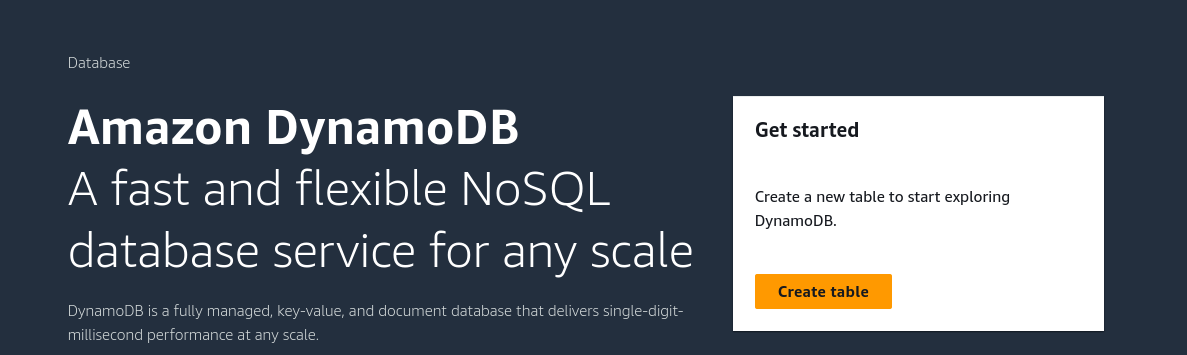 Database
Amazon DynamoDB
A fast and flexible NoSQL
database service for any scale
DynamoDB is a fully managed, key-value, and document database that delivers single-digit-
millisecond performance at any scale.
Get started
Create a new table to start exploring
DynamoDB.
Create table